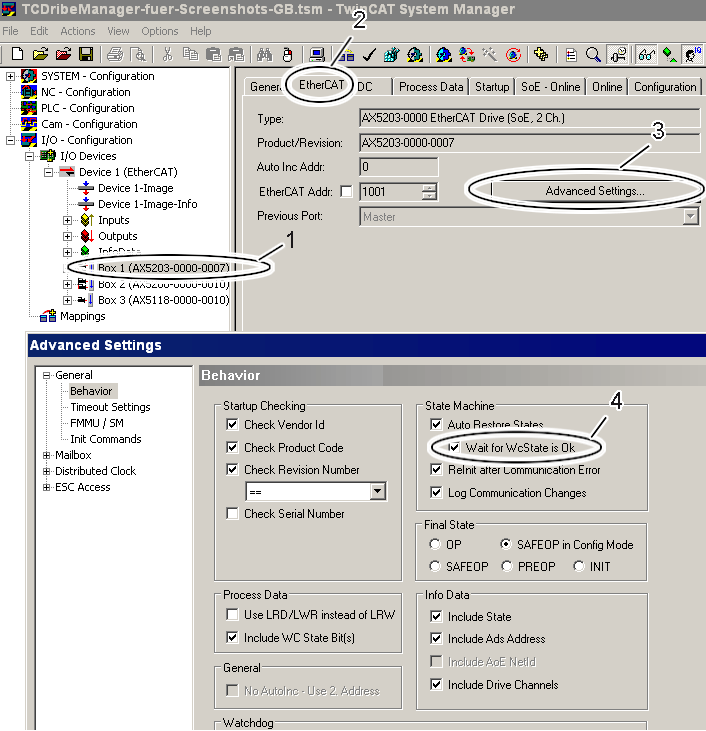 TCDribeManager-fuer-Screenshots-GB.tsm - TwinCAT System Manager
File Edit Actions View Options Help
2
SYSTEM - Configuration
NC - Configuration
PLC - Configuration
Cam - Configuration
I/O - Configuration
I/O Devices
Device 1 (EtherCAT)
Device 1-Image
Device 1-Image-Info
Inputs
Outputs
InfoData
Box 1 (AX5203-0000-0007)
1
Box 2 (AX5206-0000-0010)
Box 3 (AX5118-0000-0010)
Mappings
General EtherCAT DC Process Data Startup SoE - Online Online Configuration
Type: AX5203-0000 EtherCAT Drive (SoE, 2 Ch.)
3
Product/Revision: AX5203-0000-0007
Auto Inc Addr: 0
EtherCAT Addr: 1001 Advanced Settings...
Previous Port: Master
Advanced Settings
General
Behavior
Timeout Settings
FMMU / SM
Init Commands
Mailbox
Distributed Clock
ESC Access
Behavior
Startup Checking
Check Vendor Id
Check Product Code
Check Revision Number
==
Check Serial Number
State Machine
4
Auto Restore States
Wait for WcState is Ok
ReInit after Communication Error
Log Communication Changes
Final State
OP SAFEOP in Config Mode
SAFEOP PREOP INIT
Process Data
Use LRD/LWR instead of LRW
Include WC State Bit(s)
General
No AutoInc - Use 2. Address
Info Data
Include State
Include Ads Address
Include AoE NetId
Include Drive Channels
Watchdog